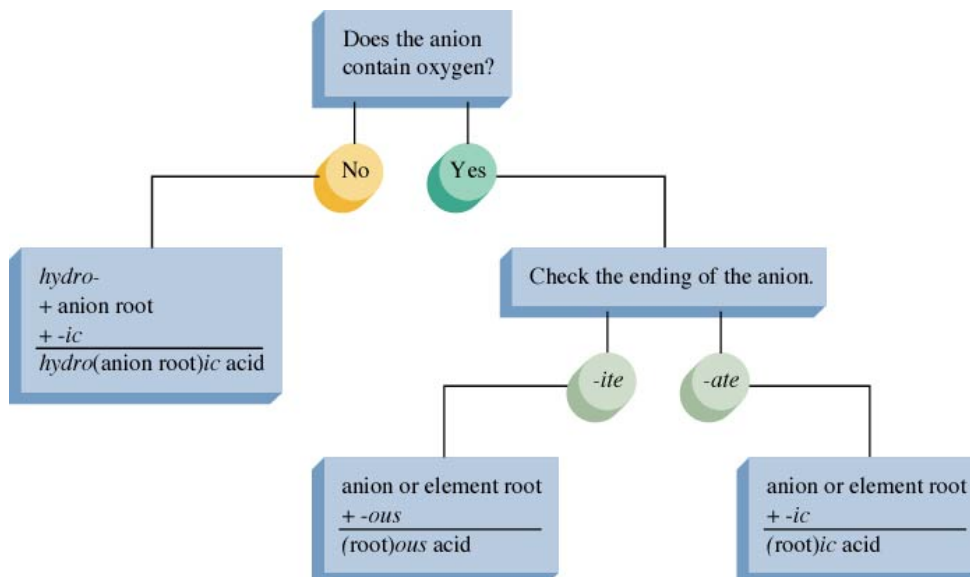 Does the anion
contain oxygen?
No
Yes
hydro-
+ anion root
+ -ic
hydro(anion root)ic acid
Check the ending of the anion.
-ite
-ate
anion or element root
+ -ous
(root)ous acid
anion or element root
+ -ic
(root)ic acid